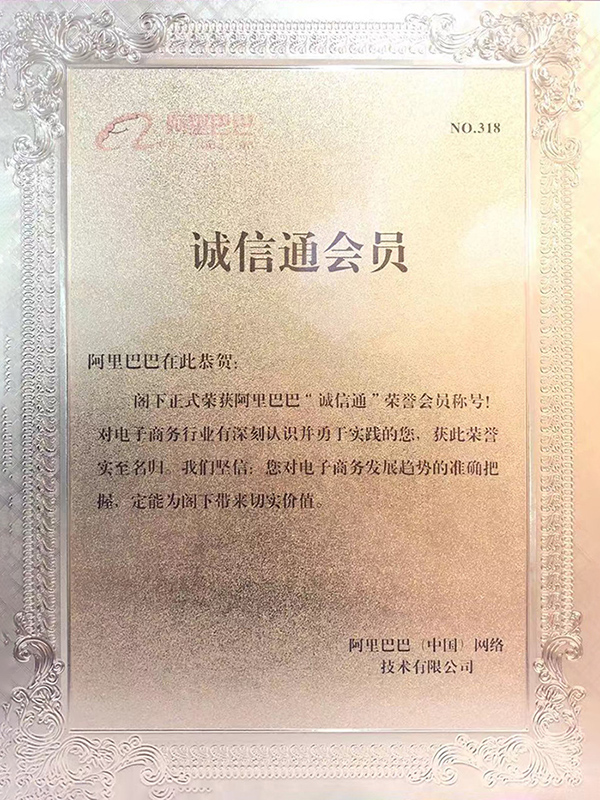 阿里巴巴
NO.318
诚信通会员
阿里巴巴在此恭贺:
阁下正式荣获阿里巴巴“诚信通”荣誉会员称号!
对电子商务行业有深刻认识并勇于实践的您，获此荣誉
实至名归。我们坚信：您对电子商务发展趋势的准确把
握，定能为阁下带来切实价值。
阿里巴巴（中国）网络
技术有限公司